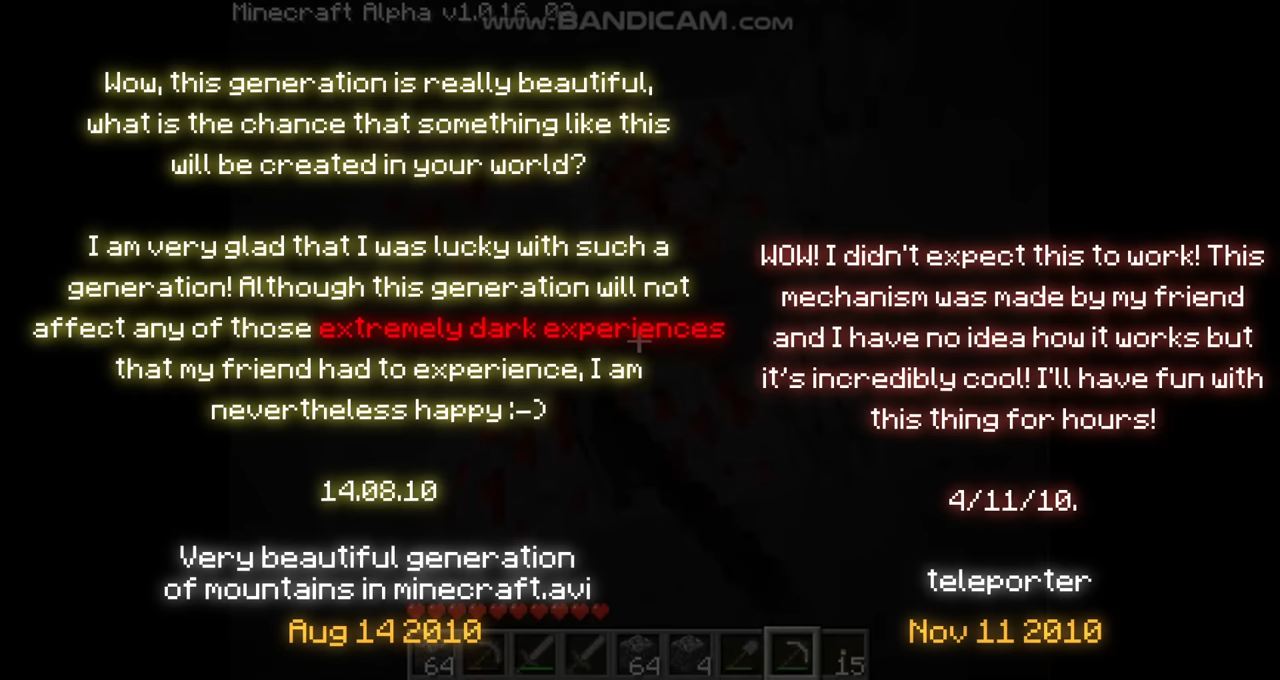 Minecraft Alpha v1.0.16_02
www.BANDICAM.com
Wow, this generation is really beautiful,
what is the chance that something like this
will be created in your world?
I am very glad that I was lucky with such a
generation! Although this generation will not
affect any of those extremely dark experiences
that my friend had to experience, I am
nevertheless happy :-)
14.08.10
Very beautiful generation
of mountains in minecraft.avi
Aug 14 2010
WOW! I didn't expect this to work! This
mechanism was made by my friend
and I have no idea how it works but
it's incredibly cool! I'll have fun with
this thing for hours!
4/11/10.
teleporter
Nov 11 2010
64 64 4 15